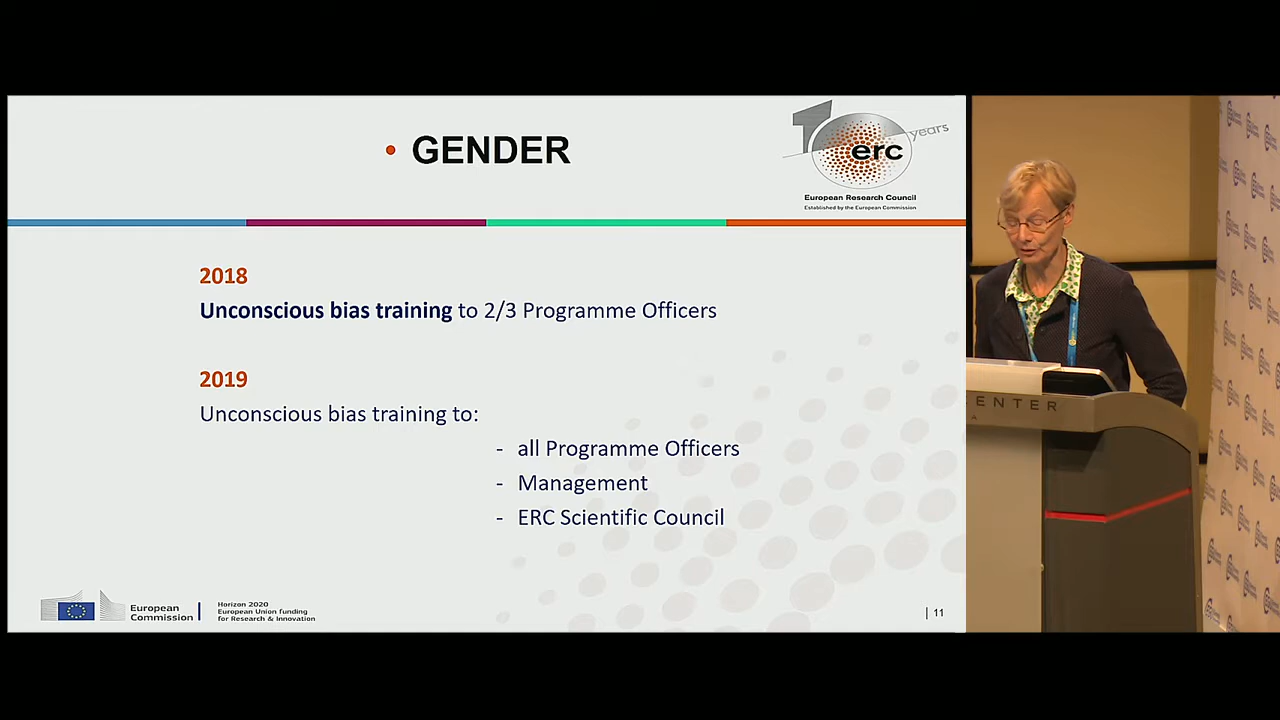 • GENDER
10 years
erc
European Research Council
Established by the European Commission
2018
Unconscious bias training to 2/3 Programme Officers
2019
Unconscious bias training to:
- all Programme Officers
- Management
- ERC Scientific Council
European
Commission
Horizon 2020
European Union funding
for Research & Innovation
| 11
ENTER